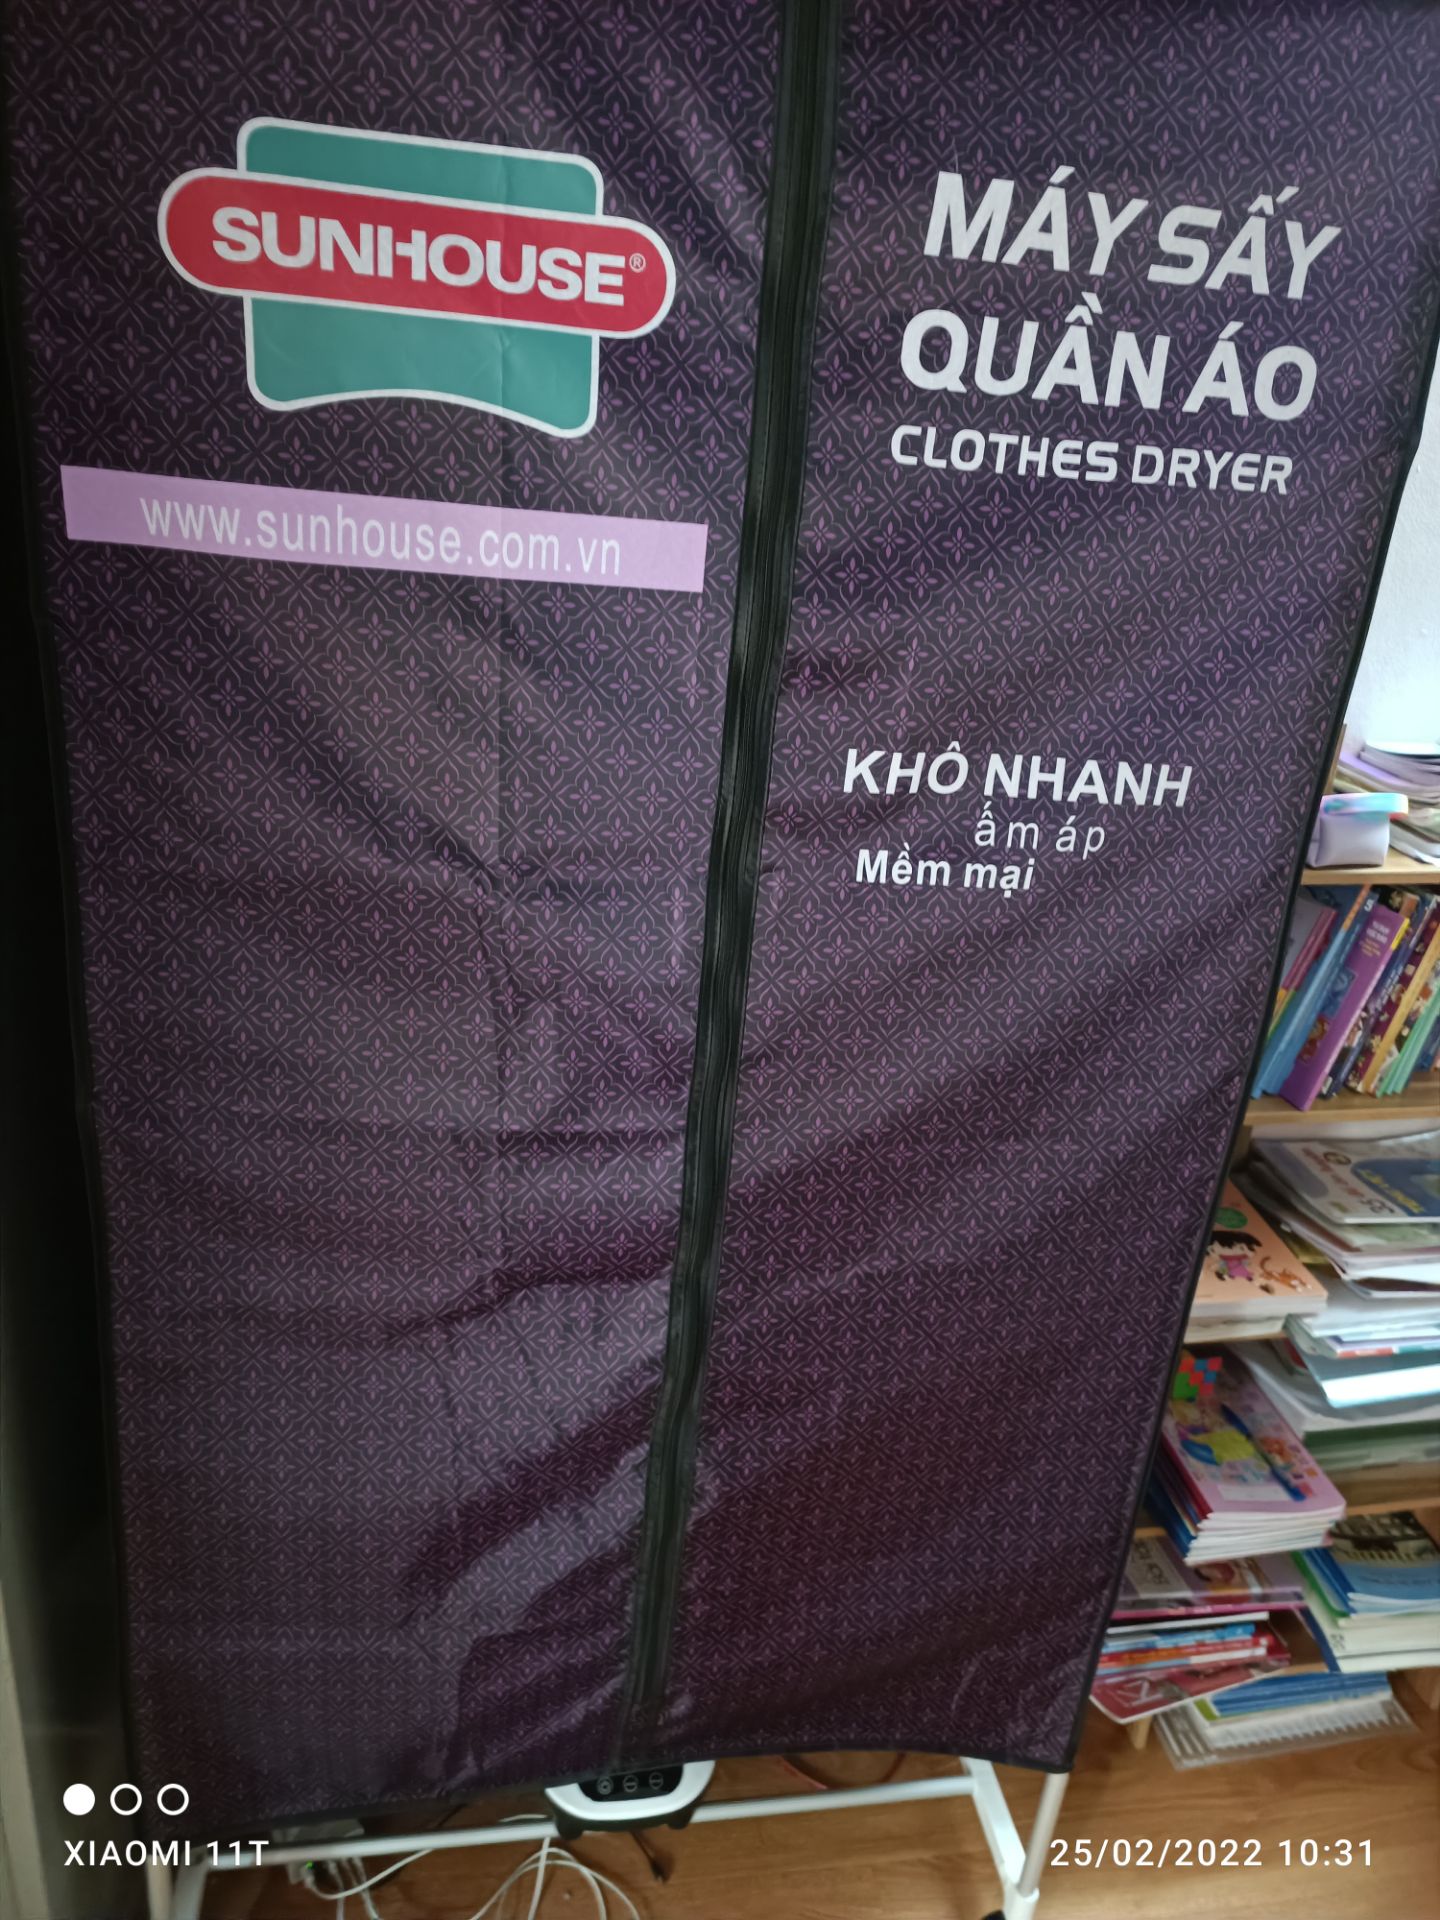 SUNHOUSE®
www.sunhouse.com.vn
MÁY SẤY
QUẦN ÁO
CLOTHES DRYER
KHÔ NHANH
ấm áp
Mềm mại
XIAOMI 11T
25/02/2022 10:31